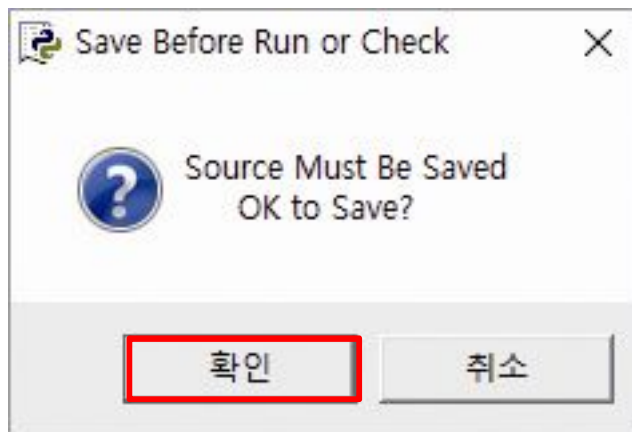 Save Before Run or Check
Source Must Be Saved
OK to Save?
확인
취소